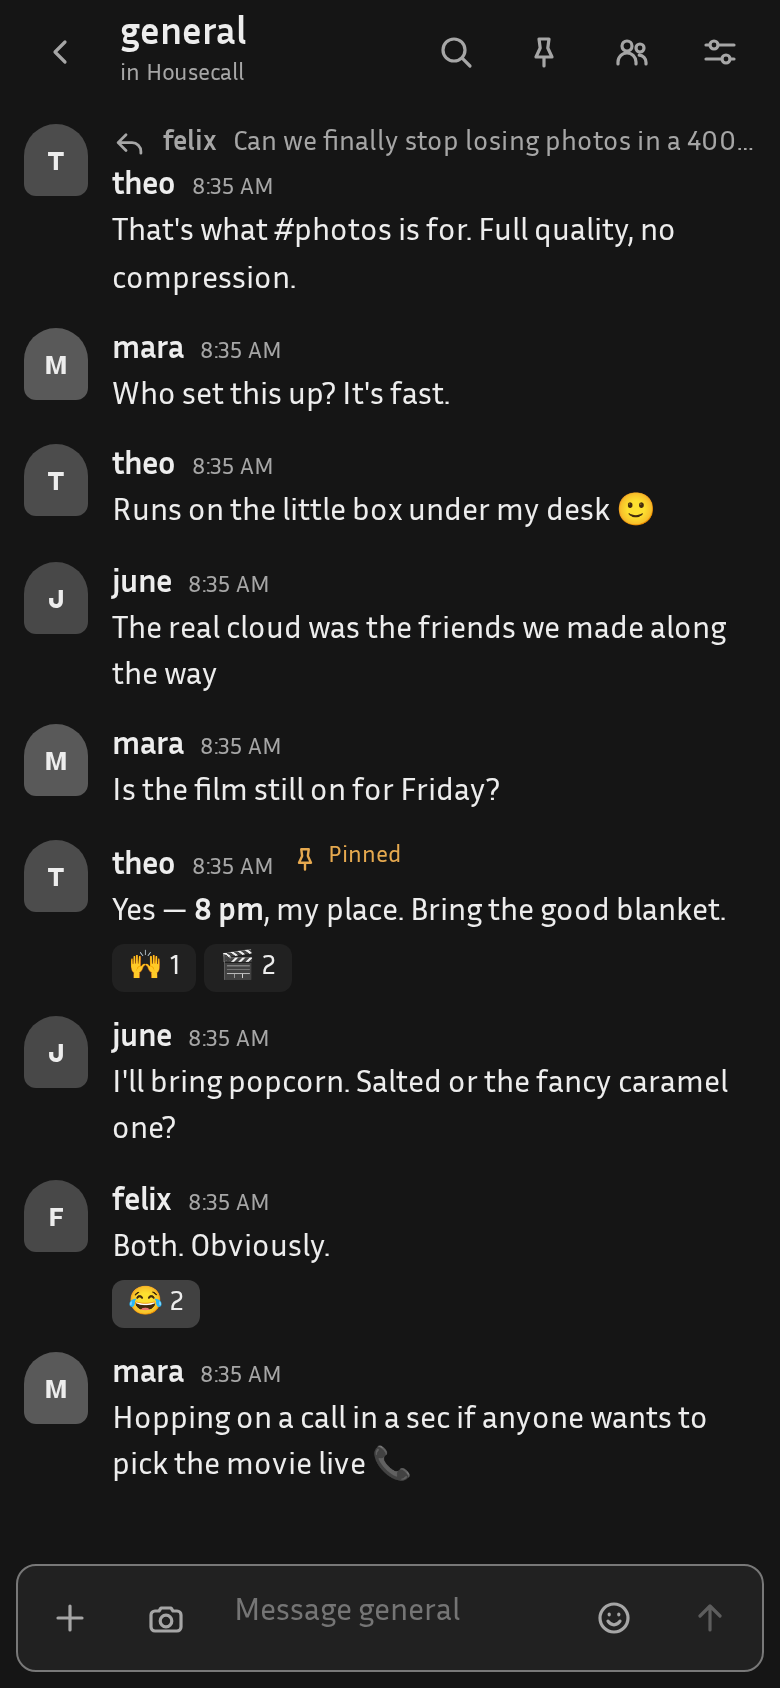 general
in Housecall
felix Can we finally stop losing photos in a 400...
T
theo 8:35 AM
That's what #photos is for. Full quality, no
compression.
M
mara 8:35 AM
Who set this up? It's fast.
T
theo 8:35 AM
Runs on the little box under my desk 🙂
J
june 8:35 AM
The real cloud was the friends we made along
the way
M
mara 8:35 AM
Is the film still on for Friday?
T
theo 8:35 AM Pinned
Yes — 8 pm, my place. Bring the good blanket.
🙌 1 🎬 2
J
june 8:35 AM
I'll bring popcorn. Salted or the fancy caramel
one?
F
felix 8:35 AM
Both. Obviously.
😂 2
M
mara 8:35 AM
Hopping on a call in a sec if anyone wants to
pick the movie live 📞
Message general